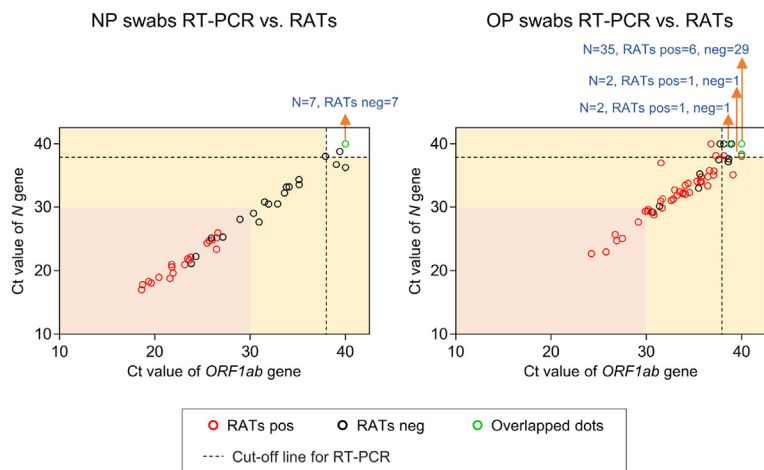 NP swabs RT-PCR vs. RATs
N=7, RATs neg=7
Ct value of N gene
40
30
20
10
10 20 30 40
Ct value of ORF1ab gene
OP swabs RT-PCR vs. RATs
N=35, RATs pos=6, neg=29
N=2, RATs pos=1, neg=1
N=2, RATs pos=1, neg=1
Ct value of N gene
40
30
20
10
10 20 30 40
Ct value of ORF1ab gene
RATs pos RATs neg Overlapped dots
Cut-off line for RT-PCR